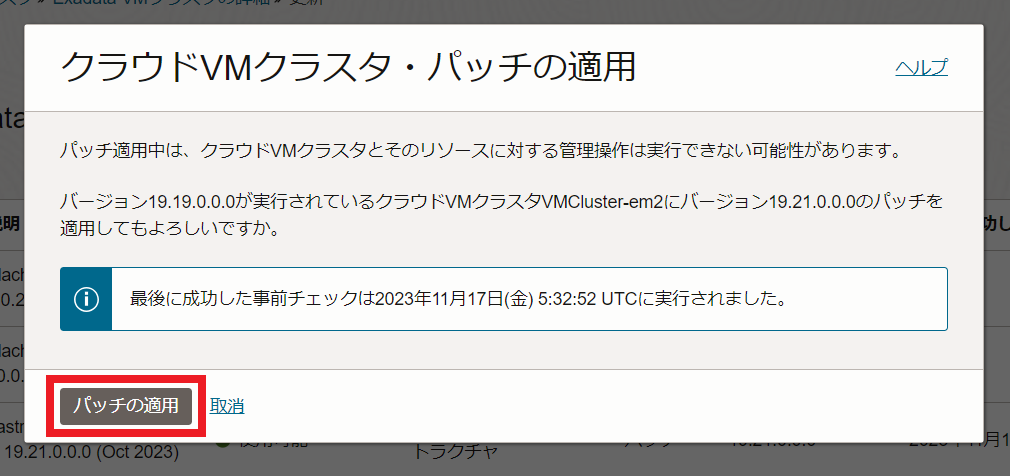 クラウドVMクラスタ・パッチの適用
ヘルプ
パッチ適用中は、クラウドVMクラスタとそのリソースに対する管理操作は実行できない可能性があります。
バージョン19.19.0.0.0が実行されているクラウドVMクラスタVMCluster-em2にバージョン19.21.0.0.0のパッチを
適用してもよろしいですか。
最後に成功した事前チェックは2023年11月17日(金) 5:32:52 UTCに実行されました。
パッチの適用
取消
19.21.0.0.0 (Oct 2023)
トラクチャ